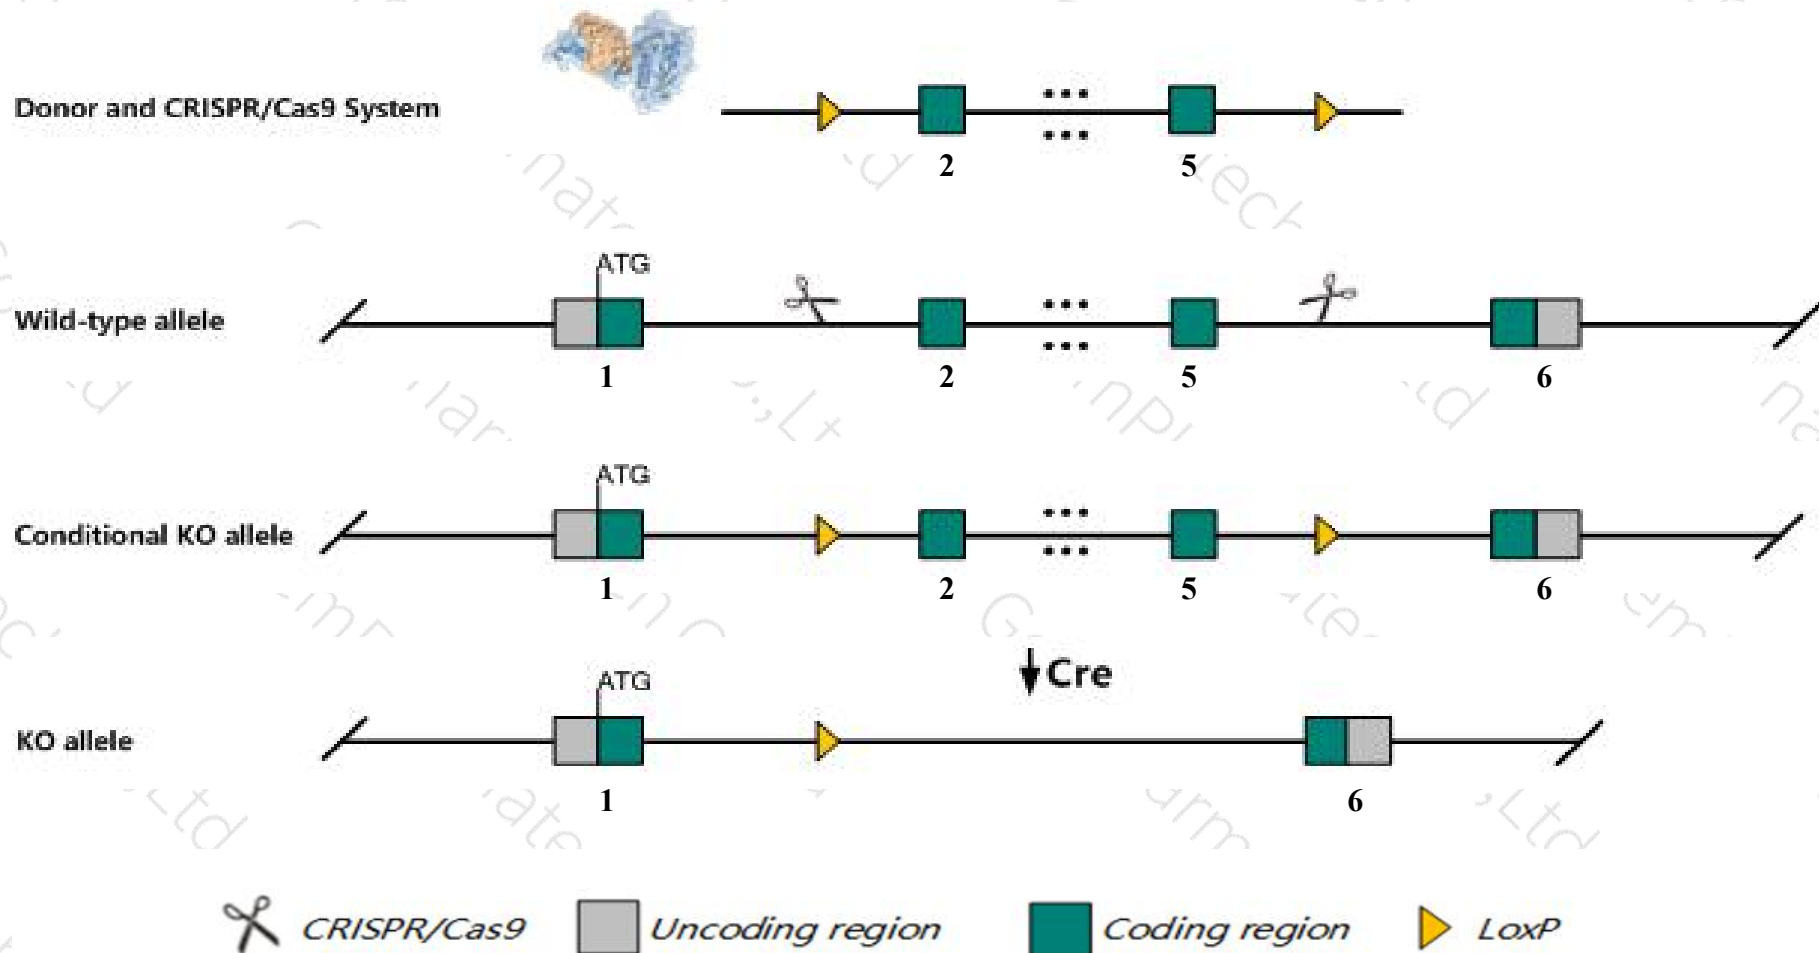 Donor and CRISPR/Cas9 System
2 5
ATG
Wild-type allele
1 2 5 6
ATG
Conditional KO allele
1 2 5 6
Cre
ATG
KO allele
1 6
CRISPR/Cas9 Uncoding region Coding region LoxP